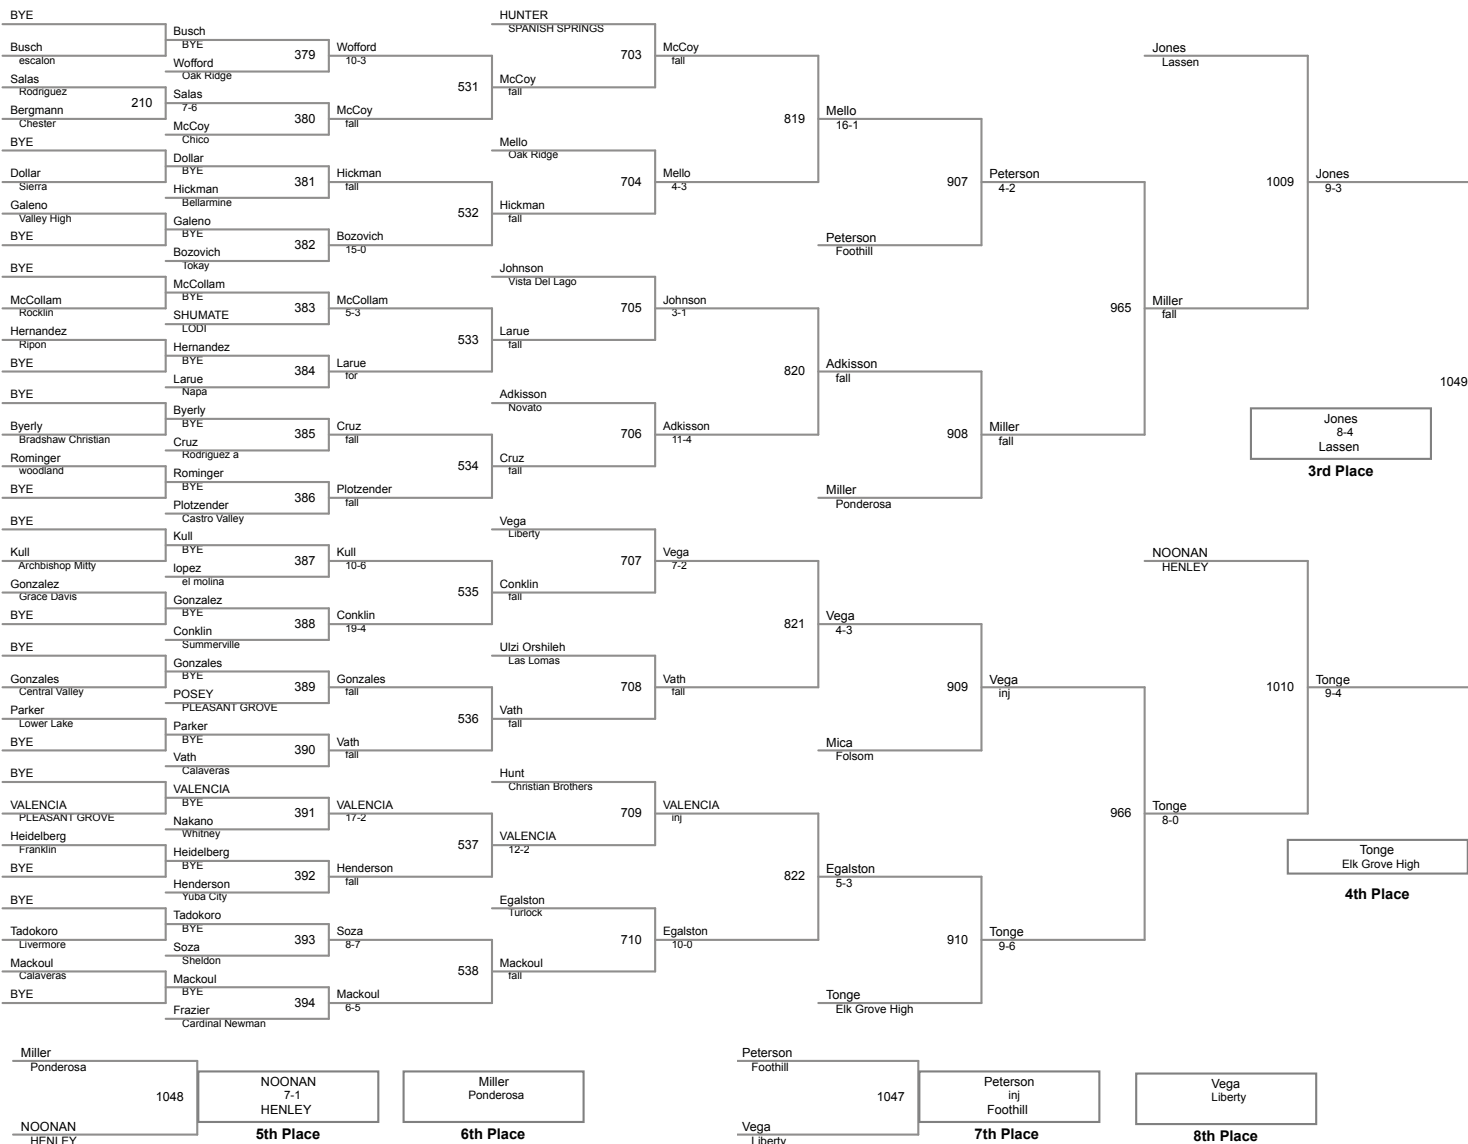 BYE
Busch
escalon
Salas
Rodriguez
210
Bergmann
Chester
BYE
Dollar
Sierra
Galeno
Valley High
BYE
BYE
McCollam
Rocklin
Hernandez
Ripon
BYE
BYE
Byerly
Bradshaw Christian
Rominger
woodland
BYE
BYE
Kull
Archbishop Mitty
Gonzalez
Grace Davis
BYE
BYE
Gonzales
Central Valley
Parker
Lower Lake
BYE
BYE
VALENCIA
PLEASANT GROVE
Heidelberg
Franklin
BYE
BYE
Tadokoro
Livermore
Mackoul
Calaveras
BYE
Busch
BYE
379
Wofford
Oak Ridge
Salas
7-6
380
McCoy
Chico
Dollar
BYE
381
Hickman
Bellarmine
Galeno
BYE
382
Bozovich
Tokay
McCollam
BYE
383
SHUMATE
LODI
Hernandez
BYE
384
Larue
Napa
Byerly
BYE
385
Cruz
Rodriguez a
Rominger
BYE
386
Plotzender
Castro Valley
Kull
BYE
387
lopez
el molina
Gonzalez
BYE
388
Conklin
Summerville
Gonzales
BYE
389
POSEY
PLEASANT GROVE
Parker
BYE
390
Vath
Calaveras
VALENCIA
BYE
391
Nakano
Whitney
Heidelberg
BYE
392
Henderson
Yuba City
Tadokoro
BYE
393
Soza
Sheldon
Mackoul
BYE
394
Frazier
Cardinal Newman
Wofford
10-3
531
McCoy
fall
Hickman
fall
532
Bozovich
15-0
McCollam
5-3
533
Larue
for
Cruz
fall
534
Plotzender
fall
Kull
10-6
535
Conklin
19-4
Gonzales
fall
536
Vath
fall
VALENCIA
17-2
537
Henderson
fall
Soza
8-7
538
Mackoul
6-5
HUNTER
SPANISH SPRINGS
703
McCoy
fall
Mello
Oak Ridge
704
Hickman
fall
Johnson
Vista Del Lago
705
Larue
fall
Adkisson
Novato
706
Cruz
fall
Vega
Liberty
707
Conklin
fall
Ulzi Orshileh
Las Lomas
708
Vath
fall
Hunt
Christian Brothers
709
VALENCIA
12-2
Egalston
Turlock
710
Mackoul
fall
McCoy
fall
819
Mello
4-3
Johnson
3-1
820
Adkisson
11-4
Vega
7-2
821
Vath
fall
VALENCIA
inj
822
Egalston
10-0
Mello
16-1
907
Peterson
Foothill
Adkisson
fall
908
Miller
Ponderosa
Vega
4-3
909
Mica
Folsom
Egalston
5-3
910
Tonge
Elk Grove High
Peterson
4-2
965
Miller
fall
Vega
inj
966
Tonge
9-6
Jones
Lassen
1009
Miller
fall
NOONAN
HENLEY
1010
Tonge
8-0
Jones
9-3
1049
Tonge
9-4
Jones
8-4
Lassen
3rd Place
Tonge
Elk Grove High
4th Place
Miller
Ponderosa
1048
NOONAN
HENLEY
NOONAN
7-1
HENLEY
5th Place
Miller
Ponderosa
6th Place
Peterson
Foothill
1047
Vega
Liberty
Peterson
inj
Foothill
7th Place
Vega
Liberty
8th Place